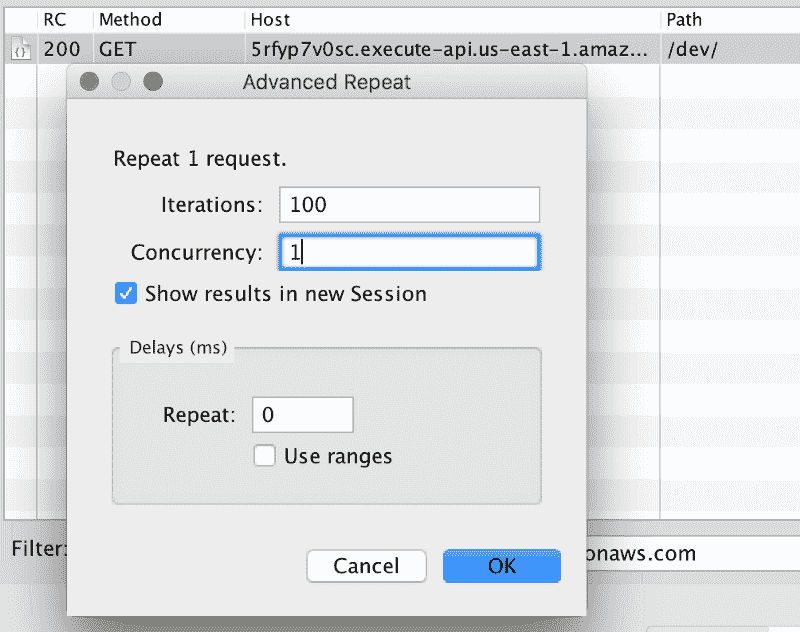 RC Method Host Path
{} 200 GET 5rfyp7v0sc.execute-api.us-east-1.amaz... /dev/
Advanced Repeat
Repeat 1 request.
Iterations: 100
Concurrency: 1
Show results in new Session
Delays (ms)
Repeat: 0
Use ranges
Filter: onaws.com
Cancel OK